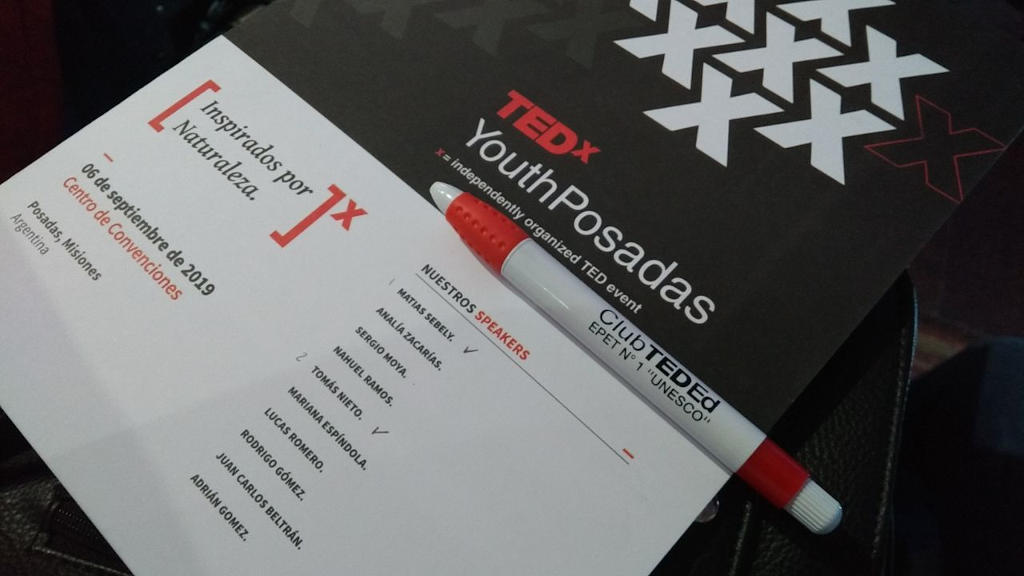 [ Inspirados por
Naturaleza. ]x
06 de septiembre de 2019
Centro de Convenciones
Posadas, Misiones
Argentina
TEDx
YouthPosadas
x = independently organized TED event
NUESTROS SPEAKERS
1 MATIAS SEBELY.
ANALÍA ZACARÍAS. ✓
SERGIO MOYA.
NAHUEL RAMOS.
2 TOMÁS NIETO.
MARIANA ESPÍNDOLA. ✓
LUCAS ROMERO.
RODRIGO GÓMEZ.
JUAN CARLOS BELTRÁN.
ADRIÁN GOMEZ.
ClubTEDEd
EPET N° 1 "UNESCO"